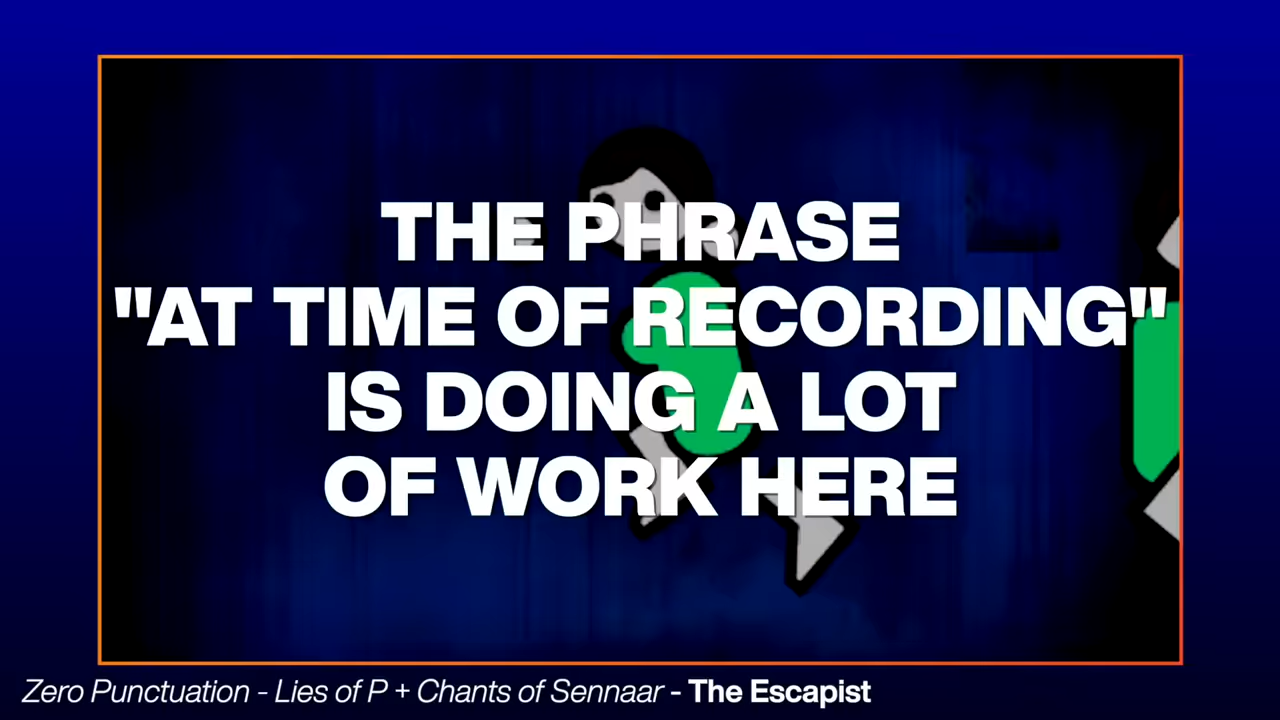 THE PHRASE
"AT TIME OF RECORDING"
IS DOING A LOT
OF WORK HERE
Zero Punctuation - Lies of P + Chants of Sennaar - The Escapist